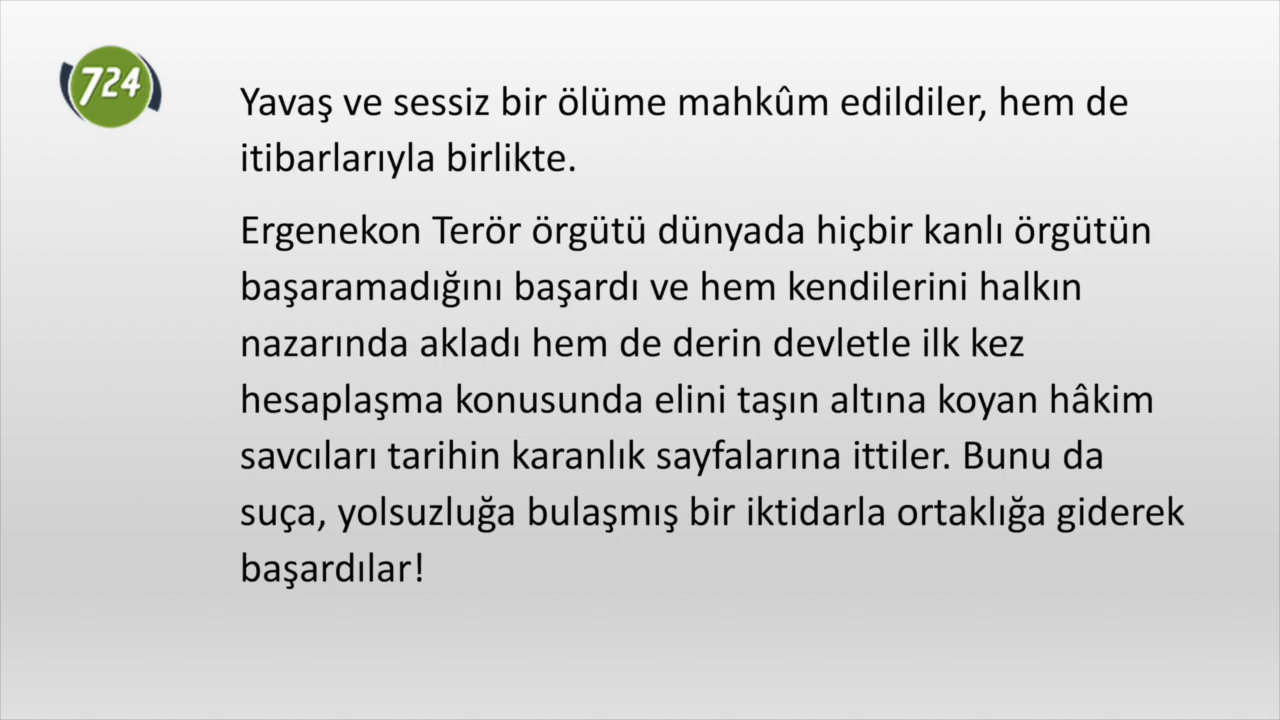 724
Yavaş ve sessiz bir ölüme mahkûm edildiler, hem de
itibarlarıyla birlikte.
Ergenekon Terör örgütü dünyada hiçbir kanlı örgütün
başaramadığını başardı ve hem kendilerini halkın
nazarında akladı hem de derin devletle ilk kez
hesaplaşma konusunda elini taşın altına koyan hâkim
savcıları tarihin karanlık sayfalarına ittiler. Bunu da
suça, yolsuzluğa bulaşmış bir iktidarla ortaklığa giderek
başardılar!